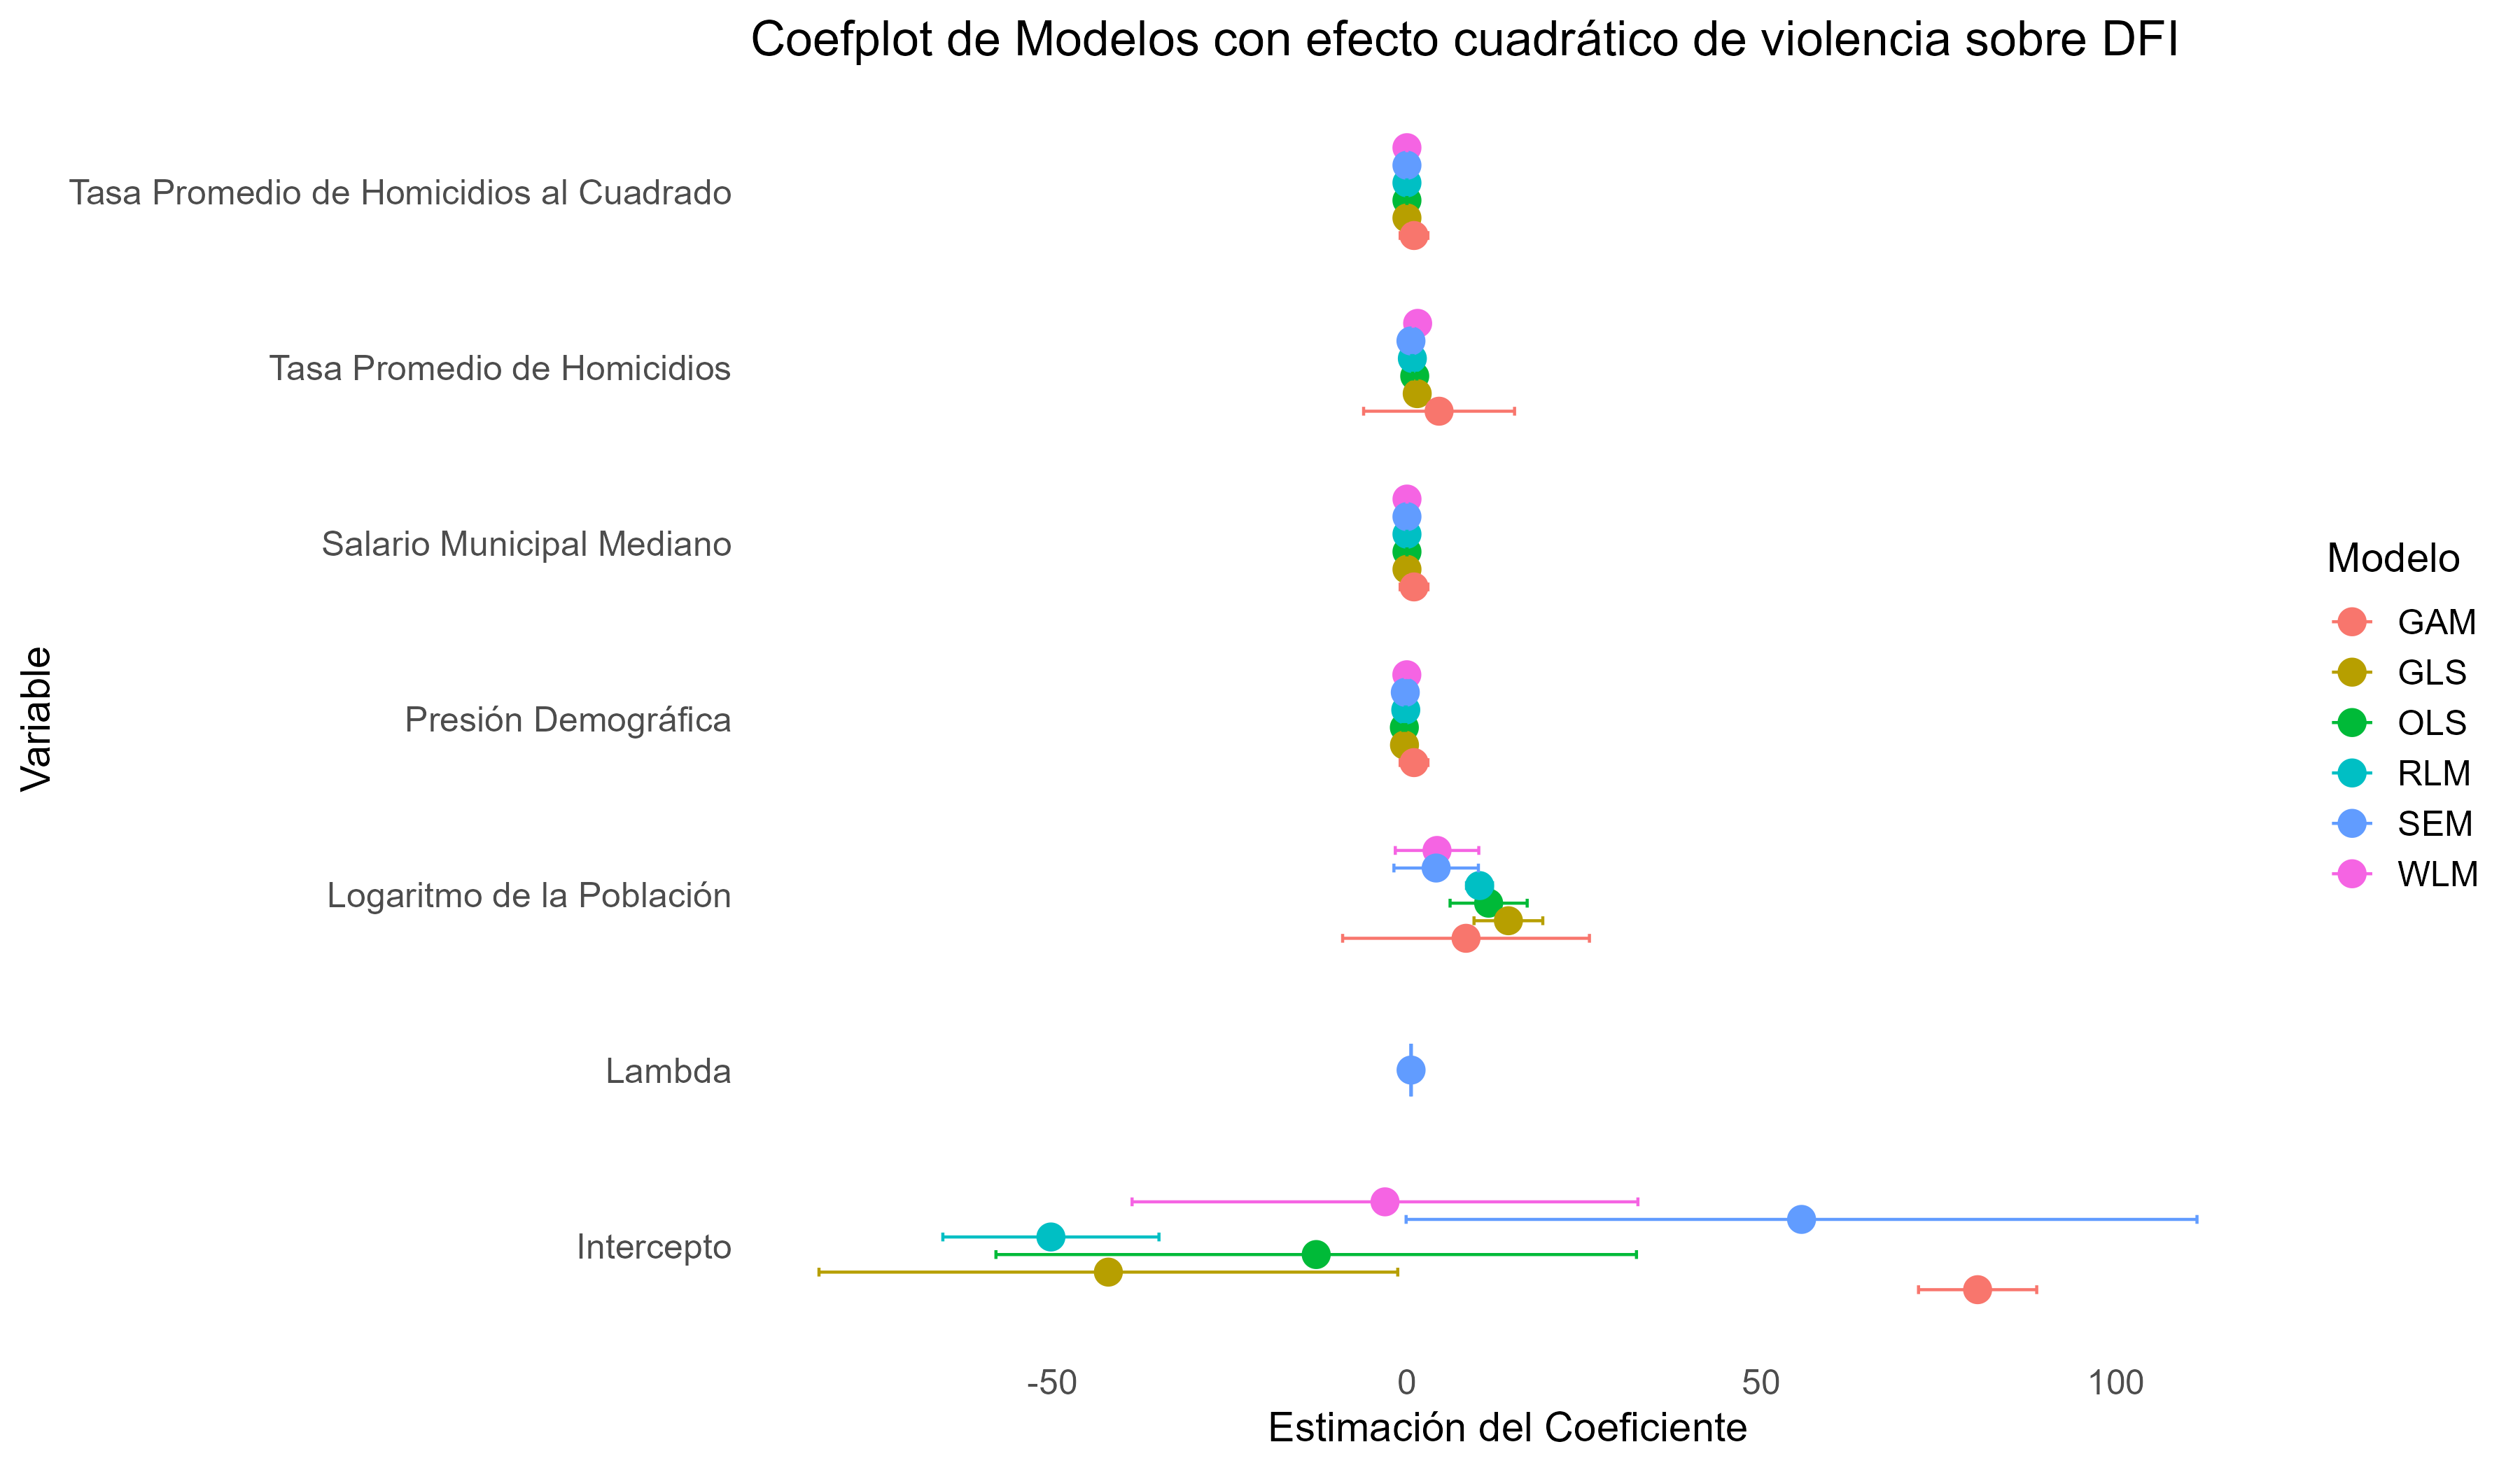 Coefplot de Modelos con efecto cuadrático de violencia sobre DFI
Tasa Promedio de Homicidios al Cuadrado
Tasa Promedio de Homicidios
Salario Municipal Mediano
Presión Demográfica
Logaritmo de la Población
Lambda
Intercepto
Variable
-50 0 50 100
Estimación del Coeficiente
Modelo
GAM
GLS
OLS
RLM
SEM
WLM